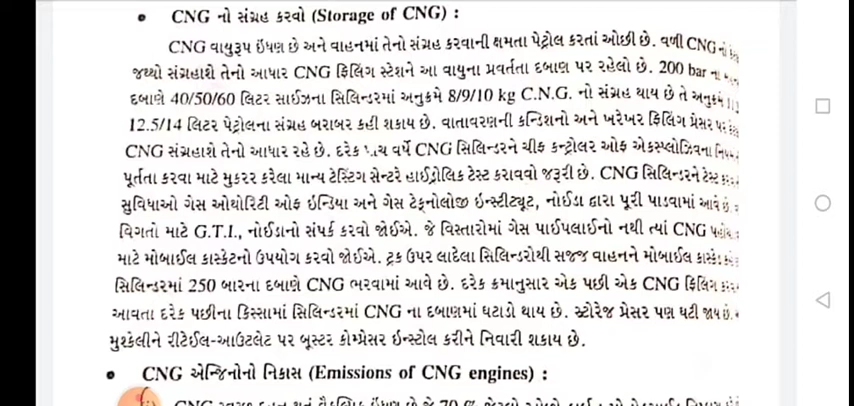 • CNG નો સંગ્રહ કરવો (Storage of CNG) :
CNG વાયુરૂપ ઇંધણ છે અને વાહનમાં તેનો સંગ્રહ કરવાની ક્ષમતા પેટ્રોલ કરતાં ઓછી છે. વળી CNG
જથ્થો સંગ્રહાશે તેનો આધાર CNG ફિલિંગ સ્ટેશને આ વાયુના પ્રવર્તતા દબાણ પર રહેલો છે. 200 bar ના
દબાણે 40/50/60 લિટર સાઈઝના સિલિન્ડરમાં અનુક્રમે 8/9/10 kg C.N.G. નો સંગ્રહ થાય છે તે અનુક્રમે
12.5/14 લિટર પેટ્રોલના સંગ્રહ બરાબર કહી શકાય છે. વાતાવરણની કન્ડિશનો અને ખરેખર ફિલિંગ પ્રેસર પર
CNG સંગ્રહાશે તેનો આધાર રહે છે. દરેક વર્ષે CNG સિલિન્ડરને ચીફ કન્ટ્રોલર ઓફ એક્સ્પ્લોઝિવના
પૂર્તતા કરવા માટે મુકરર કરેલા માન્ય ટેસ્ટિંગ સેન્ટરે હાઈડ્રોલિક ટેસ્ટ કરાવવો જરૂરી છે. CNG સિલિન્ડરને ટેસ્ટ
સુવિધાઓ ગેસ ઓથોરિટી ઓફ ઇન્ડિયા અને ગેસ ટેક્નોલોજી ઇન્સ્ટીટ્યૂટ, નોઈડા દ્વારા પૂરી પાડવામાં આવે છે.
વિગતો માટે G.T.I., નોઈડાનો સંપર્ક કરવો જોઈએ. જે વિસ્તારોમાં ગેસ પાઈપલાઈનો નથી ત્યાં CNG
માટે મોબાઈલ કાસ્કેટનો ઉપયોગ કરવો જોઈએ. ટ્રક ઉપર લાદેલા સિલિન્ડરોથી સજ્જ વાહનને મોબાઈલ કાસ્કેડ
સિલિન્ડરમાં 250 બારના દબાણે CNG ભરવામાં આવે છે. દરેક ક્રમાનુસાર એક પછી એક CNG ફિલિંગ
આવતા દરેક પછીના કિસ્સામાં સિલિન્ડરમાં CNG ના દબાણમાં ઘટાડો થાય છે. સ્ટોરેજ પ્રેસર પણ ઘટી જાય છે.
મુશ્કેલીને રીટેઈલ-આઉટલેટ પર બૂસ્ટર કોમ્પ્રેસર ઇન્સ્ટોલ કરીને નિવારી શકાય છે.
• CNG એન્જિનોનો નિકાસ (Emissions of CNG engines) :